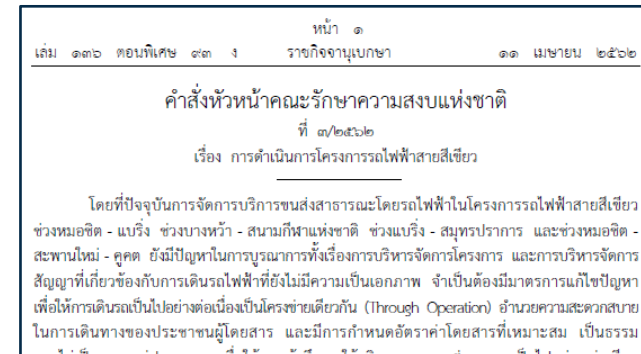 หน้า ๑
เล่ม ๑๓๖ ตอนพิเศษ ๙๓ ง ราชกิจจานุเบกษา ๑๑ เมษายน ๒๕๖๒
คำสั่งหัวหน้าคณะรักษาความสงบแห่งชาติ
ที่ ๓/๒๕๖๒
เรื่อง การดำเนินการโครงการรถไฟฟ้าสายสีเขียว
โดยที่ปัจจุบันการจัดการบริการขนส่งสาธารณะโดยรถไฟฟ้าในโครงการรถไฟฟ้าสายสีเขียว
ช่วงหมอชิต - แบริ่ง ช่วงบางหว้า - สนามกีฬาแห่งชาติ ช่วงแบริ่ง - สมุทรปราการ และช่วงหมอชิต -
สะพานใหม่ - คูคต ยังมีปัญหาในการบูรณาการทั้งเรื่องการบริหารจัดการโครงการ และการบริหารจัดการ
สัญญาที่เกี่ยวข้องกับการเดินรถไฟฟ้าที่ยังไม่มีความเป็นเอกภาพ จำเป็นต้องมีมาตรการแก้ไขปัญหา
เพื่อให้การเดินรถเป็นไปอย่างต่อเนื่องเป็นโครงข่ายเดียวกัน (Through Operation) อำนวยความสะดวกสบาย
ในการเดินทางของประชาชนผู้โดยสาร และมีการกำหนดอัตราค่าโดยสารที่เหมาะสม เป็นธรรม